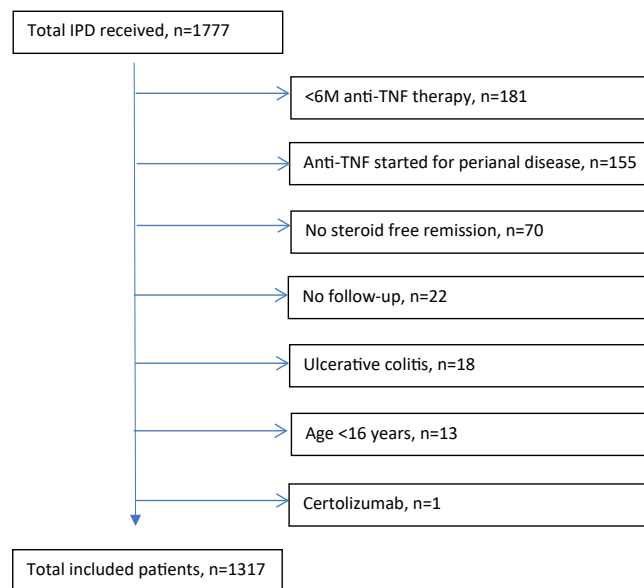 Total IPD received, n=1777
<6M anti-TNF therapy, n=181
Anti-TNF started for perianal disease, n=155
No steroid free remission, n=70
No follow-up, n=22
Ulcerative colitis, n=18
Age <16 years, n=13
Certolizumab, n=1
Total included patients, n=1317